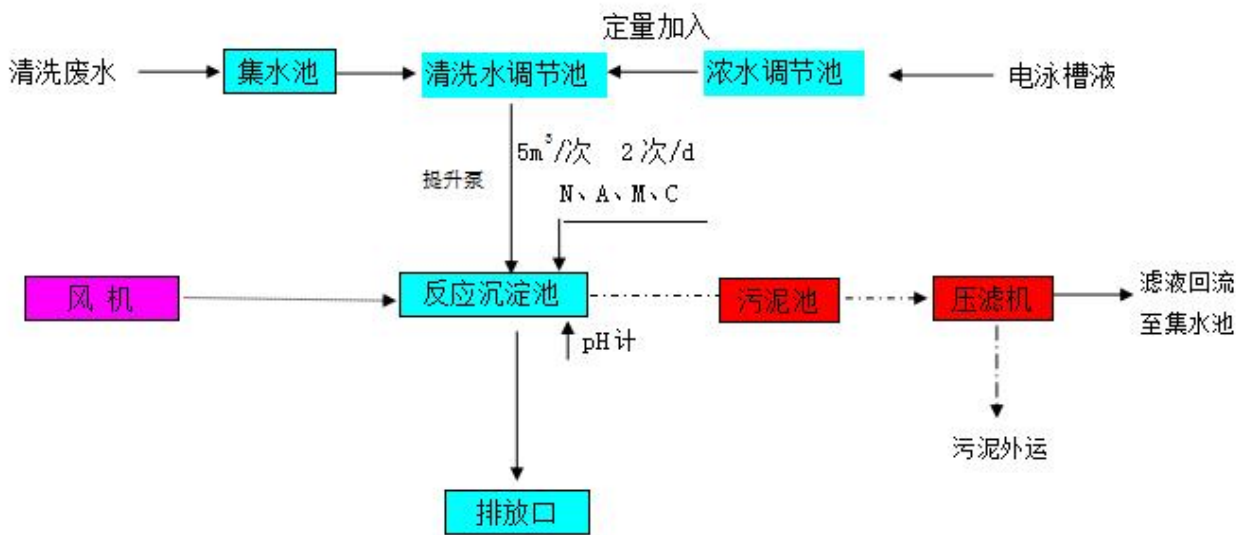 定量加入
清洗废水
集水池
清洗水调节池
浓水调节池
电泳槽液
5m³/次 2次/d
提升泵
N、A、M、C
风 机
反应沉淀池
污泥池
压滤机
滤液回流
至集水池
pH计
污泥外运
排放口